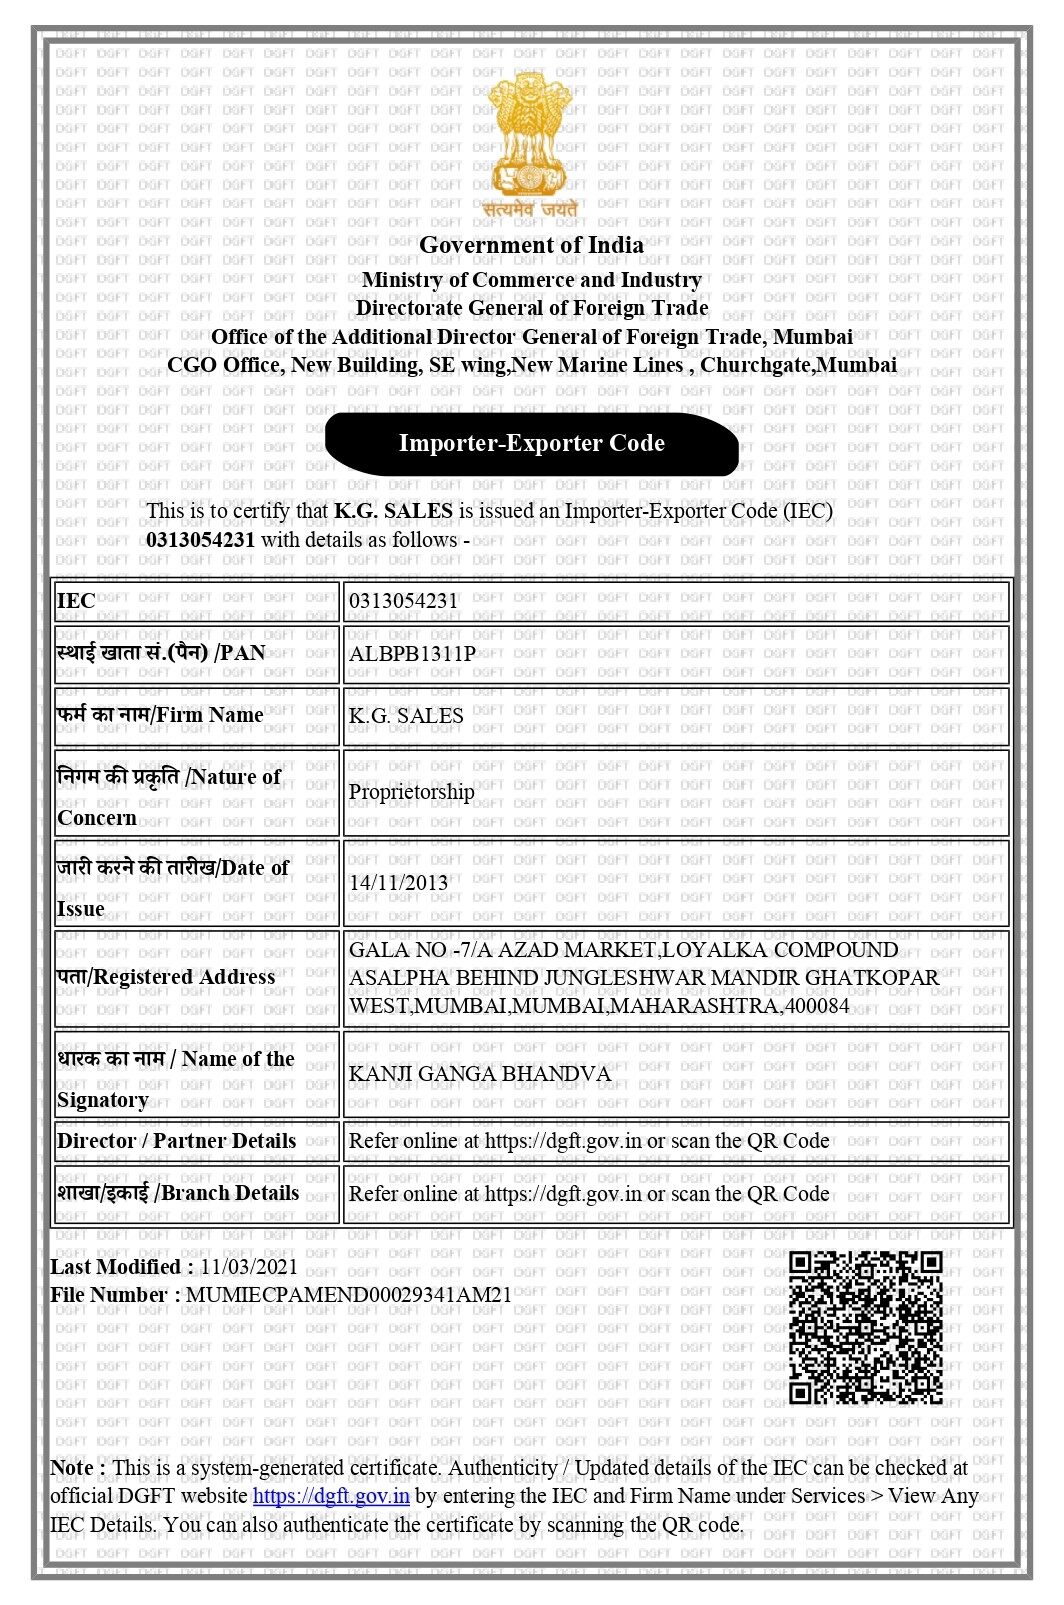 सत्यमेव जयते
Government of India
Ministry of Commerce and Industry
Directorate General of Foreign Trade
Office of the Additional Director General of Foreign Trade, Mumbai
CGO Office, New Building, SE wing,New Marine Lines , Churchgate,Mumbai
Importer-Exporter Code
This is to certify that K.G. SALES is issued an Importer-Exporter Code (IEC)
0313054231 with details as follows -
IEC 0313054231
स्थाई खाता सं.(पैन) /PAN ALBPB1311P
फर्म का नाम/Firm Name K.G. SALES
निगम की प्रकृति /Nature of
Concern
Proprietorship
जारी करने की तारीख/Date of
Issue
14/11/2013
पता/Registered Address
GALA NO -7/A AZAD MARKET,LOYALKA COMPOUND
ASALPHA BEHIND JUNGLESHWAR MANDIR GHATKOPAR
WEST,MUMBAI,MUMBAI,MAHARASHTRA,400084
धारक का नाम / Name of the
Signatory
KANJI GANGA BHANDVA
Director / Partner Details Refer online at https://dgft.gov.in or scan the QR Code
शाखा/इकाई /Branch Details Refer online at https://dgft.gov.in or scan the QR Code
Last Modified : 11/03/2021
File Number : MUMIECPAMEND00029341AM21
Note : This is a system-generated certificate. Authenticity / Updated details of the IEC can be checked at
official DGFT website https://dgft.gov.in by entering the IEC and Firm Name under Services > View Any
IEC Details. You can also authenticate the certificate by scanning the QR code.